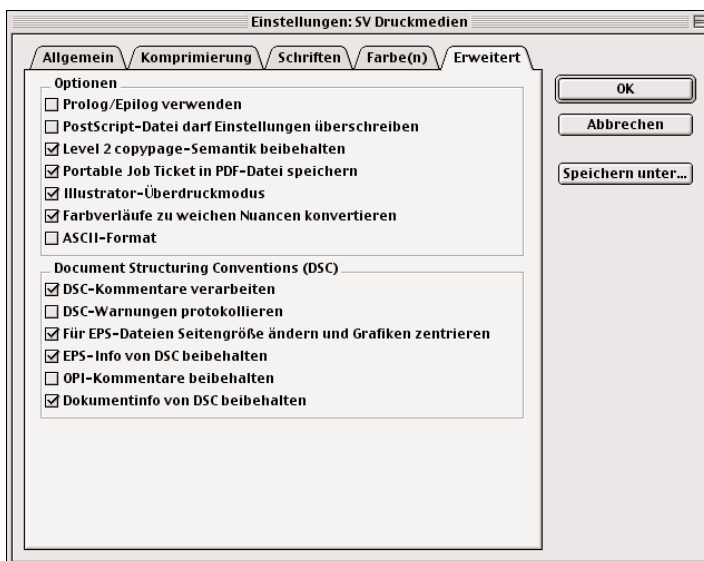 Einstellungen: SV Druckmedien
Allgemein Komprimierung Schriften Farbe(n) Erweitert
Optionen
Prolog/Epilog verwenden
PostScript-Datei darf Einstellungen überschreiben
Level 2 copypage-Semantik beibehalten
Portable Job Ticket in PDF-Datei speichern
Illustrator-Überdruckmodus
Farbverläufe zu weichen Nuancen konvertieren
ASCII-Format
Document Structuring Conventions (DSC)
DSC-Kommentare verarbeiten
DSC-Warnungen protokollieren
Für EPS-Dateien Seitengröße ändern und Grafiken zentrieren
EPS-Info von DSC beibehalten
OPI-Kommentare beibehalten
Dokumentinfo von DSC beibehalten
OK
Abbrechen
Speichern unter...